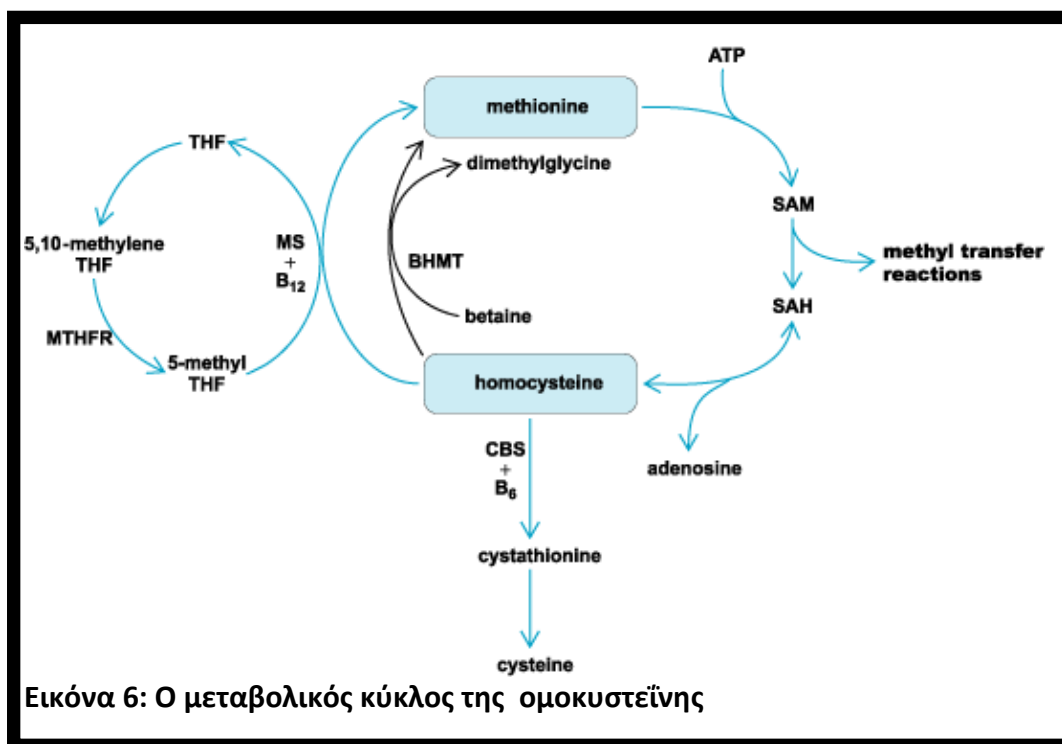 ATP
methionine
THF
dimethylglycine
SAM
5,10-methylene
THF
MS
+
B₁₂
BHMT
methyl transfer
reactions
betaine
SAH
MTHFR
5-methyl
THF
homocysteine
CBS
+
B₆
adenosine
cystathionine
cysteine
Εικόνα 6: Ο μεταβολικός κύκλος της ομοκυστεΐνης